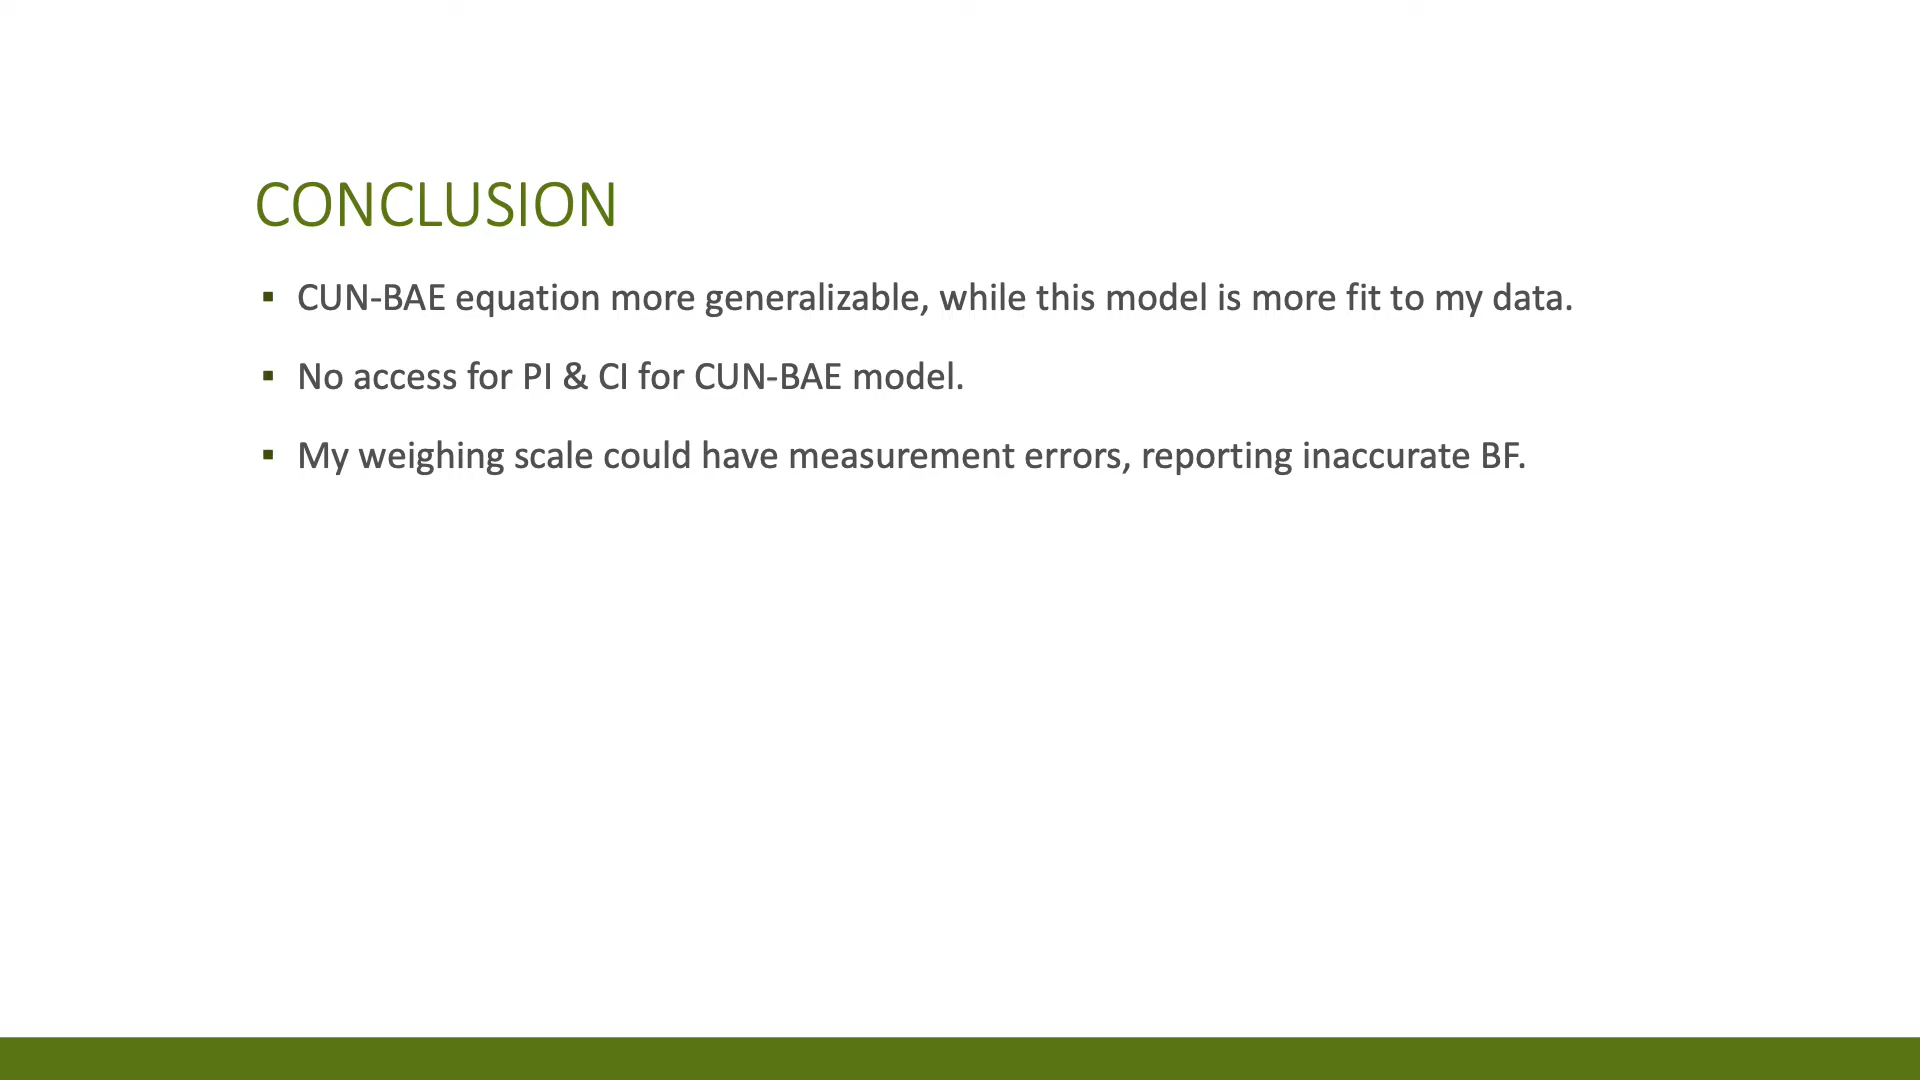 CONCLUSION
▪ CUN-BAE equation more generalizable, while this model is more fit to my data.
▪ No access for PI & CI for CUN-BAE model.
▪ My weighing scale could have measurement errors, reporting inaccurate BF.